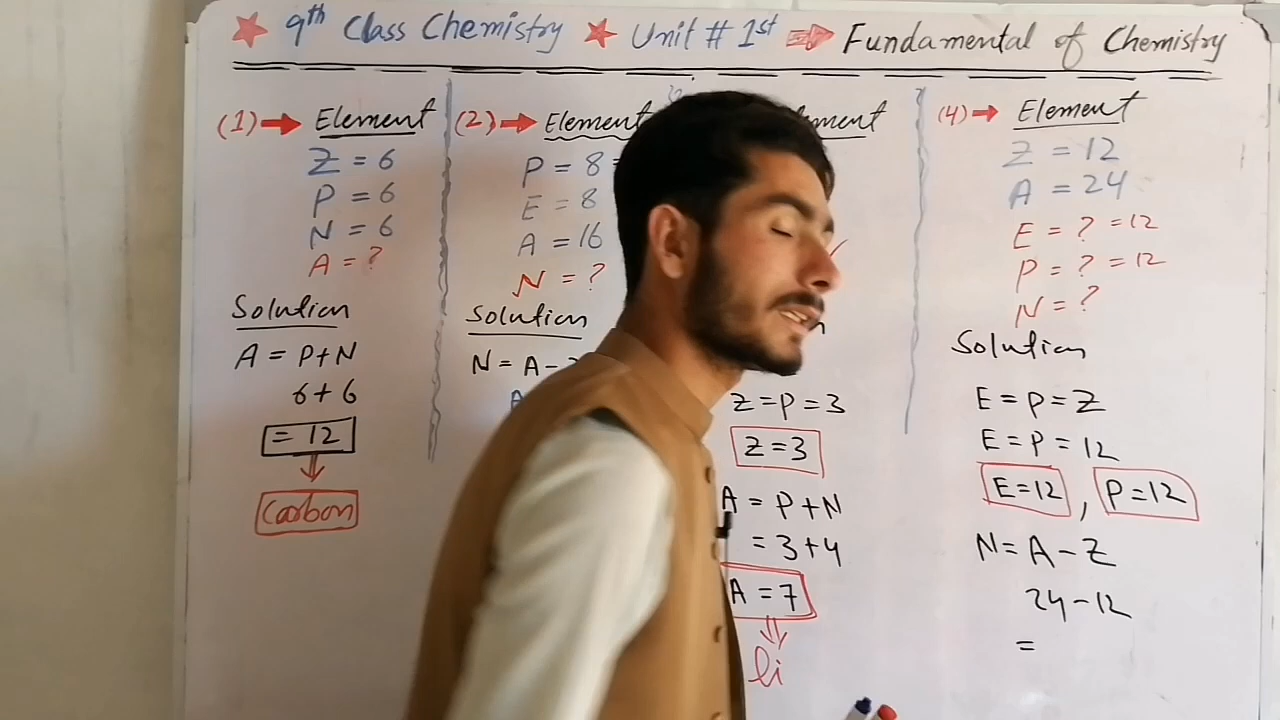 9th Class Chemistry Unit # 1st Fundamental of Chemistry
(1) → Element
Z = 6
P = 6
N = 6
A = ?
Solution
A = P+N
6+6
= 12
Carbon
(2) → Element
P = 8
E = 8
A = 16
N = ?
Solution
N = A -
Z = P = 3
Z = 3
A = P + N
= 3+4
A = 7
li
(4) → Element
Z = 12
A = 24
E = ? = 12
P = ? = 12
N = ?
Solution
E = P = Z
E = P = 12
E = 12 , P = 12
N = A - Z
24 - 12
=